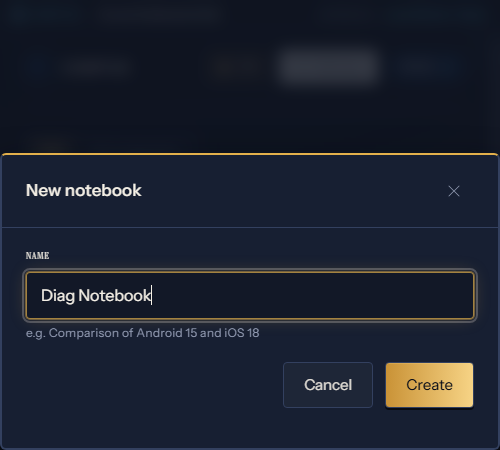 New notebook
NAME
Diag Notebook
e.g. Comparison of Android 15 and iOS 18
Cancel
Create